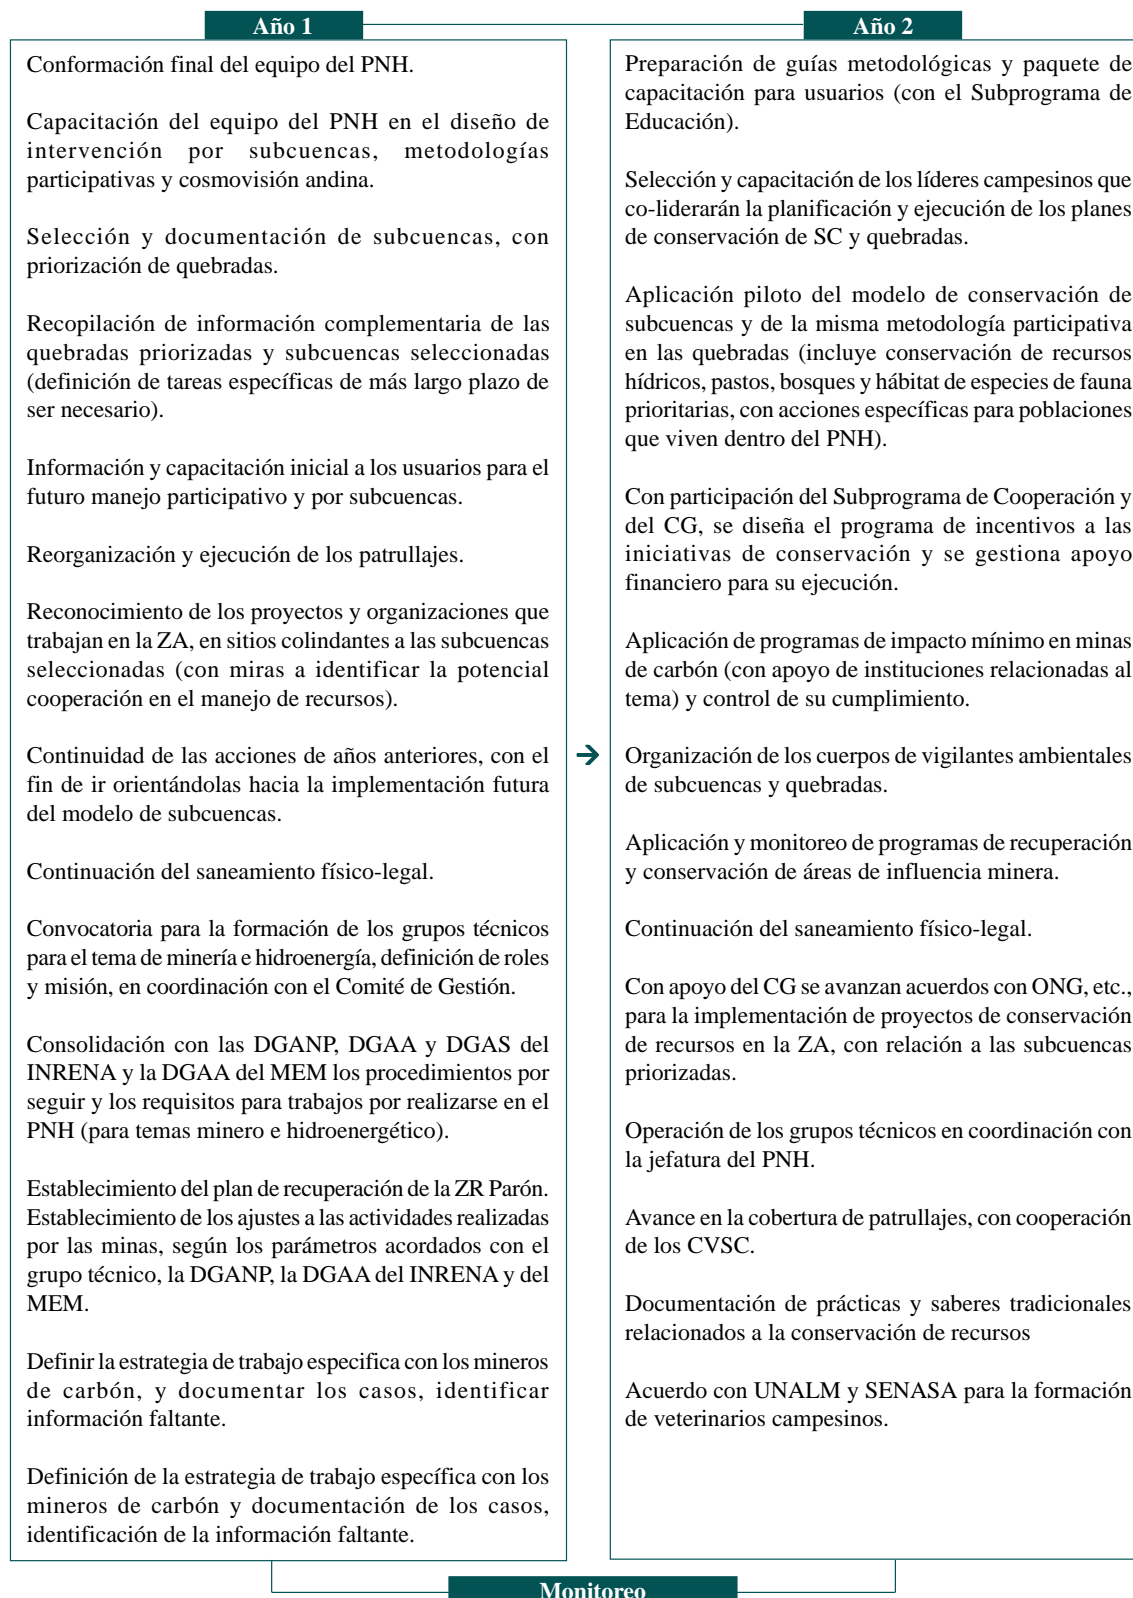 Año 1
Conformación final del equipo del PNH.
Capacitación del equipo del PNH en el diseño de
intervención por subcuencas, metodologías
participativas y cosmovisión andina.
Selección y documentación de subcuencas, con
priorización de quebradas.
Recopilación de información complementaria de las
quebradas priorizadas y subcuencas seleccionadas
(definición de tareas específicas de más largo plazo de
ser necesario).
Información y capacitación inicial a los usuarios para el
futuro manejo participativo y por subcuencas.
Reorganización y ejecución de los patrullajes.
Reconocimiento de los proyectos y organizaciones que
trabajan en la ZA, en sitios colindantes a las subcuencas
seleccionadas (con miras a identificar la potencial
cooperación en el manejo de recursos).
Continuidad de las acciones de años anteriores, con el
fin de ir orientándolas hacia la implementación futura
del modelo de subcuencas.
Continuación del saneamiento físico-legal.
Convocatoria para la formación de los grupos técnicos
para el tema de minería e hidroenergía, definición de roles
y misión, en coordinación con el Comité de Gestión.
Consolidación con las DGANP, DGAA y DGAS del
INRENA y la DGAA del MEM los procedimientos por
seguir y los requisitos para trabajos por realizarse en el
PNH (para temas minero e hidroenergético).
Establecimiento del plan de recuperación de la ZR Parón.
Establecimiento de los ajustes a las actividades realizadas
por las minas, según los parámetros acordados con el
grupo técnico, la DGANP, la DGAA del INRENA y del
MEM.
Definir la estrategia de trabajo especifica con los mineros
de carbón, y documentar los casos, identificar
información faltante.
Definición de la estrategia de trabajo específica con los
mineros de carbón y documentación de los casos,
identificación de la información faltante.
Año 2
Preparación de guías metodológicas y paquete de
capacitación para usuarios (con el Subprograma de
Educación).
Selección y capacitación de los líderes campesinos que
co-liderarán la planificación y ejecución de los planes
de conservación de SC y quebradas.
Aplicación piloto del modelo de conservación de
subcuencas y de la misma metodología participativa
en las quebradas (incluye conservación de recursos
hídricos, pastos, bosques y hábitat de especies de fauna
prioritarias, con acciones específicas para poblaciones
que viven dentro del PNH).
Con participación del Subprograma de Cooperación y
del CG, se diseña el programa de incentivos a las
iniciativas de conservación y se gestiona apoyo
financiero para su ejecución.
Aplicación de programas de impacto mínimo en minas
de carbón (con apoyo de instituciones relacionadas al
tema) y control de su cumplimiento.
Organización de los cuerpos de vigilantes ambientales
de subcuencas y quebradas.
Aplicación y monitoreo de programas de recuperación
y conservación de áreas de influencia minera.
Continuación del saneamiento físico-legal.
Con apoyo del CG se avanzan acuerdos con ONG, etc.,
para la implementación de proyectos de conservación
de recursos en la ZA, con relación a las subcuencas
priorizadas.
Operación de los grupos técnicos en coordinación con
la jefatura del PNH.
Avance en la cobertura de patrullajes, con cooperación
de los CVSC.
Documentación de prácticas y saberes tradicionales
relacionados a la conservación de recursos
Acuerdo con UNALM y SENASA para la formación
de veterinarios campesinos.
Monitoreo